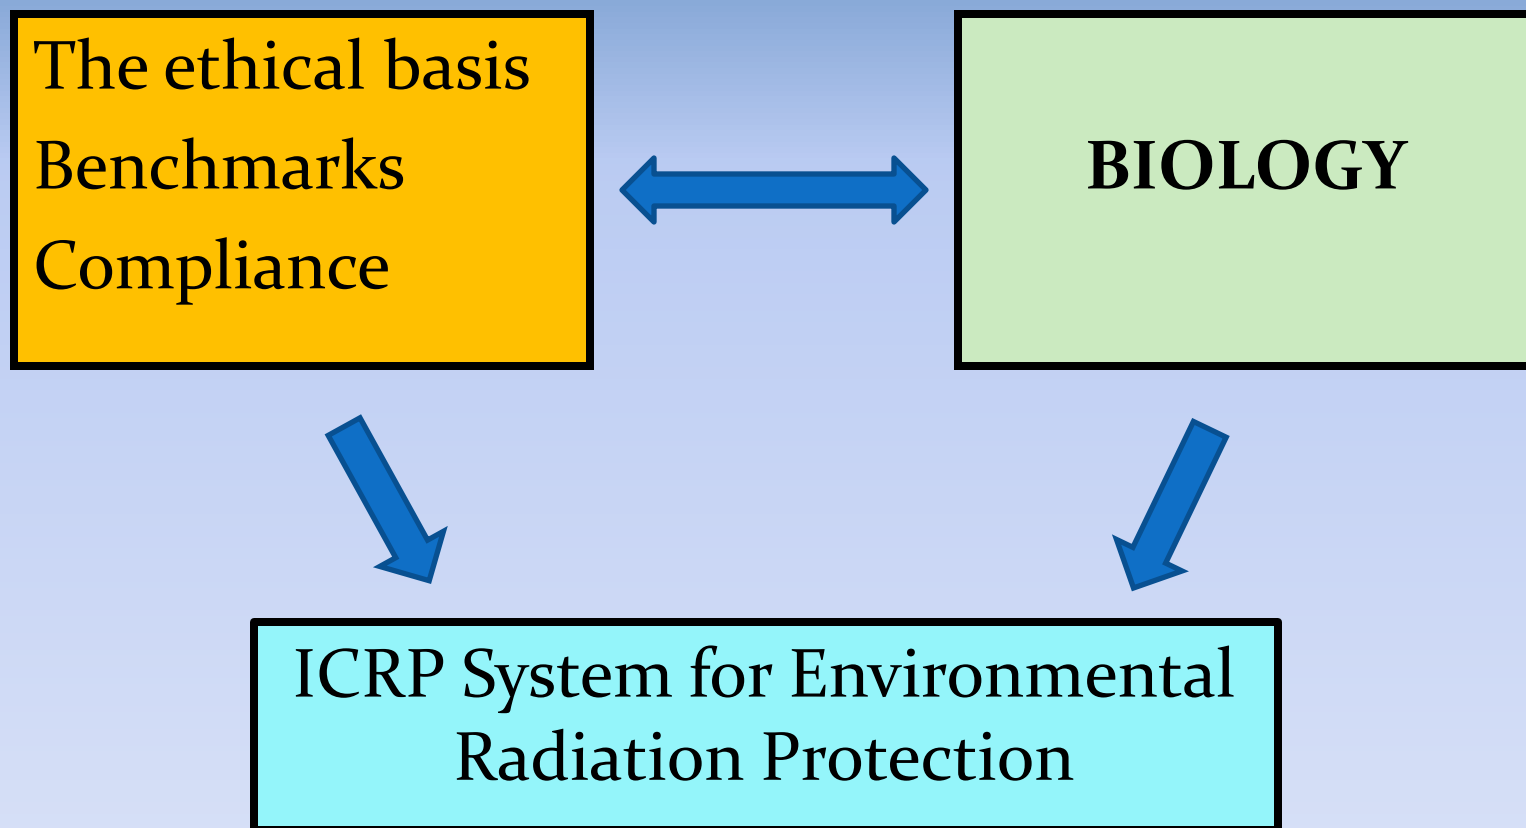 The ethical basis
Benchmarks
Compliance
BIOLOGY
ICRP System for Environmental
Radiation Protection